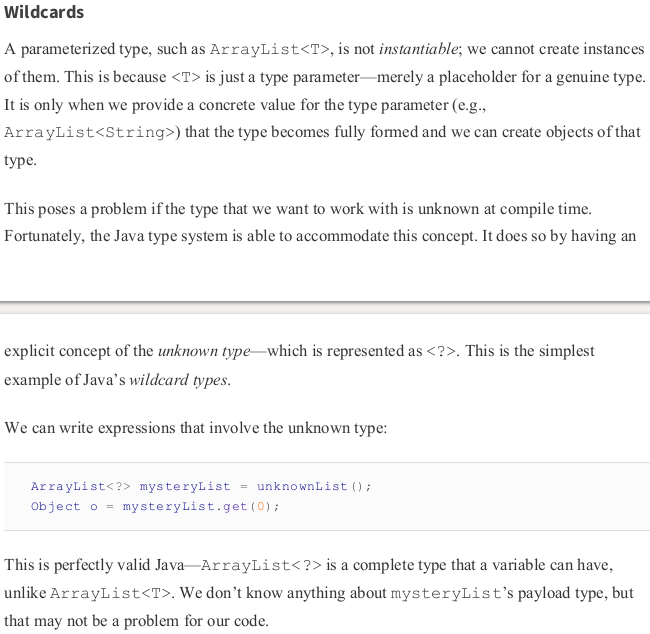 Wildcards
A parameterized type, such as ArrayList<T>, is not instantiable; we cannot create instances
of them. This is because <T> is just a type parameter—merely a placeholder for a genuine type.
It is only when we provide a concrete value for the type parameter (e.g.,
ArrayList<String>) that the type becomes fully formed and we can create objects of that
type.
This poses a problem if the type that we want to work with is unknown at compile time.
Fortunately, the Java type system is able to accommodate this concept. It does so by having an
explicit concept of the unknown type—which is represented as <?>. This is the simplest
example of Java’s wildcard types.
We can write expressions that involve the unknown type:
ArrayList<?> mysteryList = unknownList();
Object o = mysteryList.get(0);
This is perfectly valid Java—ArrayList<?> is a complete type that a variable can have,
unlike ArrayList<T>. We don’t know anything about mysteryList’s payload type, but
that may not be a problem for our code.